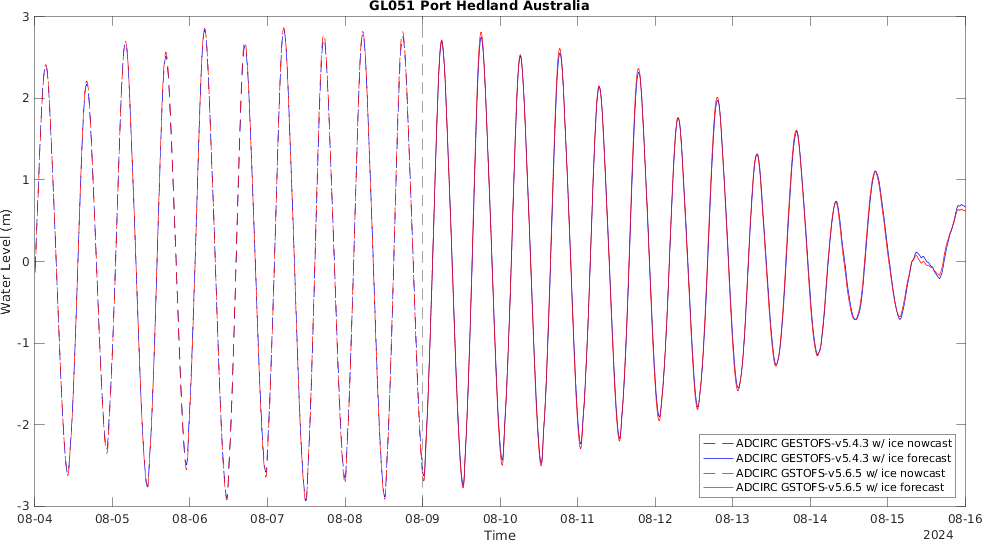 GL051 Port Hedland Australia
3
2
1
0
-1
-2
-3
Water Level (m)
08-04 08-05 08-06 08-07 08-08 08-09 08-10 08-11 08-12 08-13 08-14 08-15 08-16
Time
2024
ADCIRC GESTOFS-v5.4.3 w/ ice nowcast
ADCIRC GESTOFS-v5.4.3 w/ ice forecast
ADCIRC GSTOFS-v5.6.5 w/ ice nowcast
ADCIRC GSTOFS-v5.6.5 w/ ice forecast